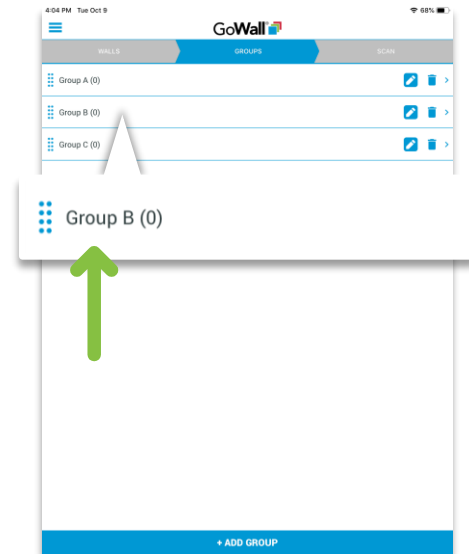 4:04 PM Tue Oct 9 68%
GoWall
WALLS GROUPS SCAN
Group A (0)
Group B (0)
Group C (0)
Group B (0)
+ ADD GROUP